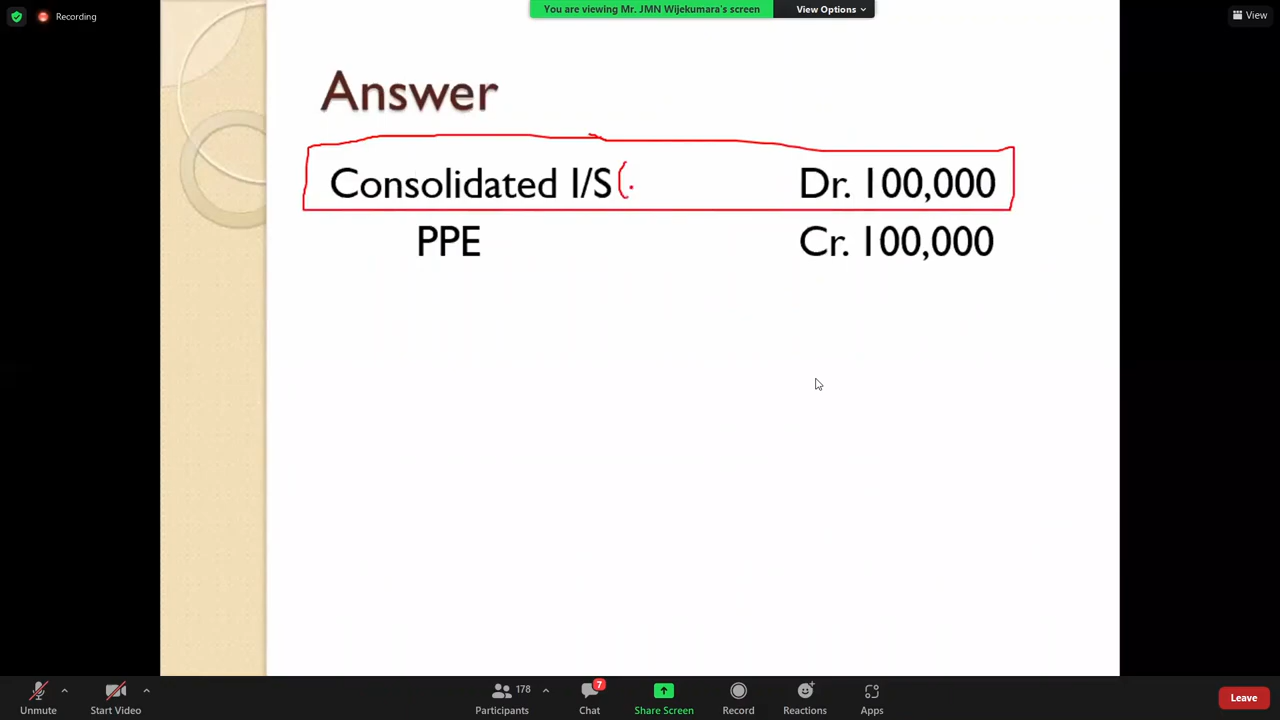 Recording
You are viewing Mr. JMN Wijekumara's screen
View Options
View
Answer
Consolidated I/S ( Dr. 100,000
PPE Cr. 100,000
Unmute
Start Video
178
Participants
7
Chat
Share Screen
Record
Reactions
Apps
Leave